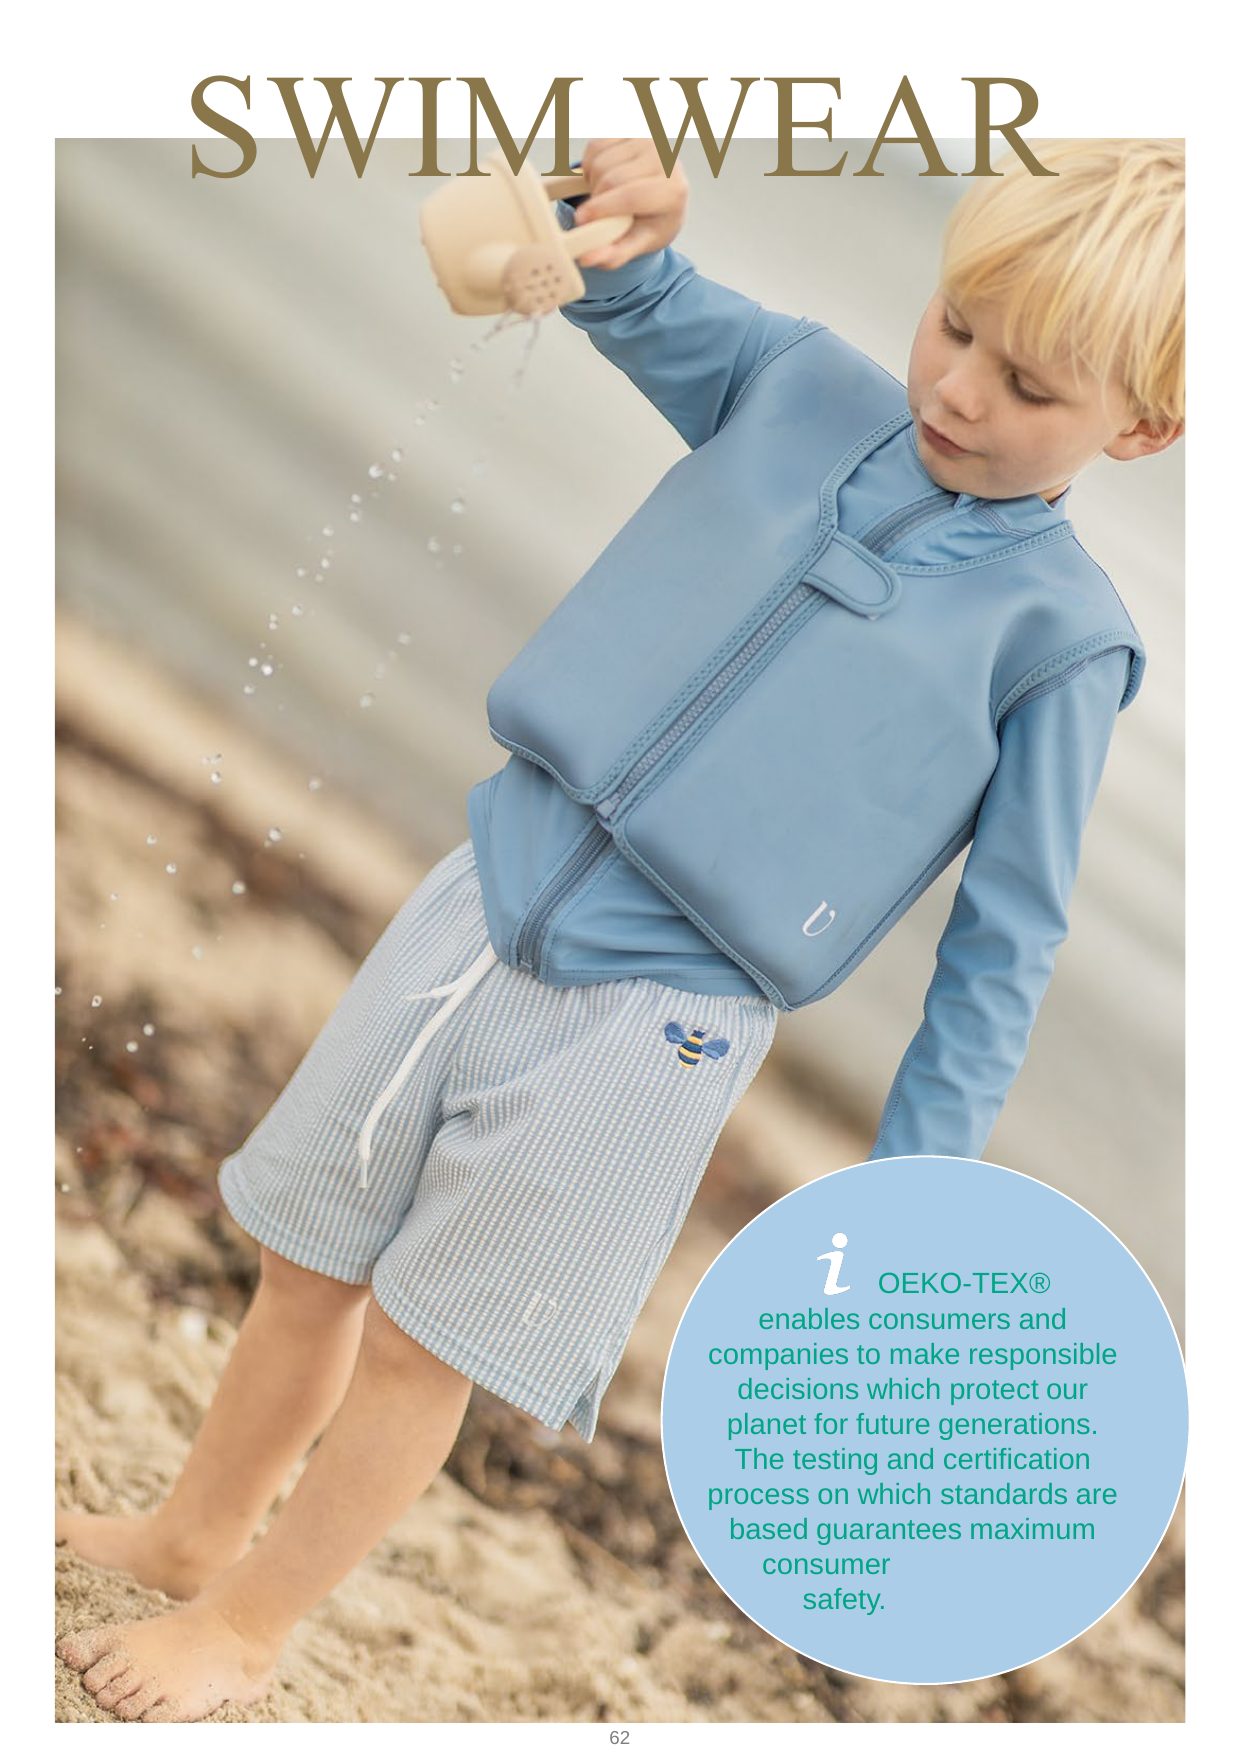 SWIM WEAR
i OEKO-TEX®
enables consumers and
companies to make responsible
decisions which protect our
planet for future generations.
The testing and certification
process on which standards are
based guarantees maximum
consumer
safety.
62